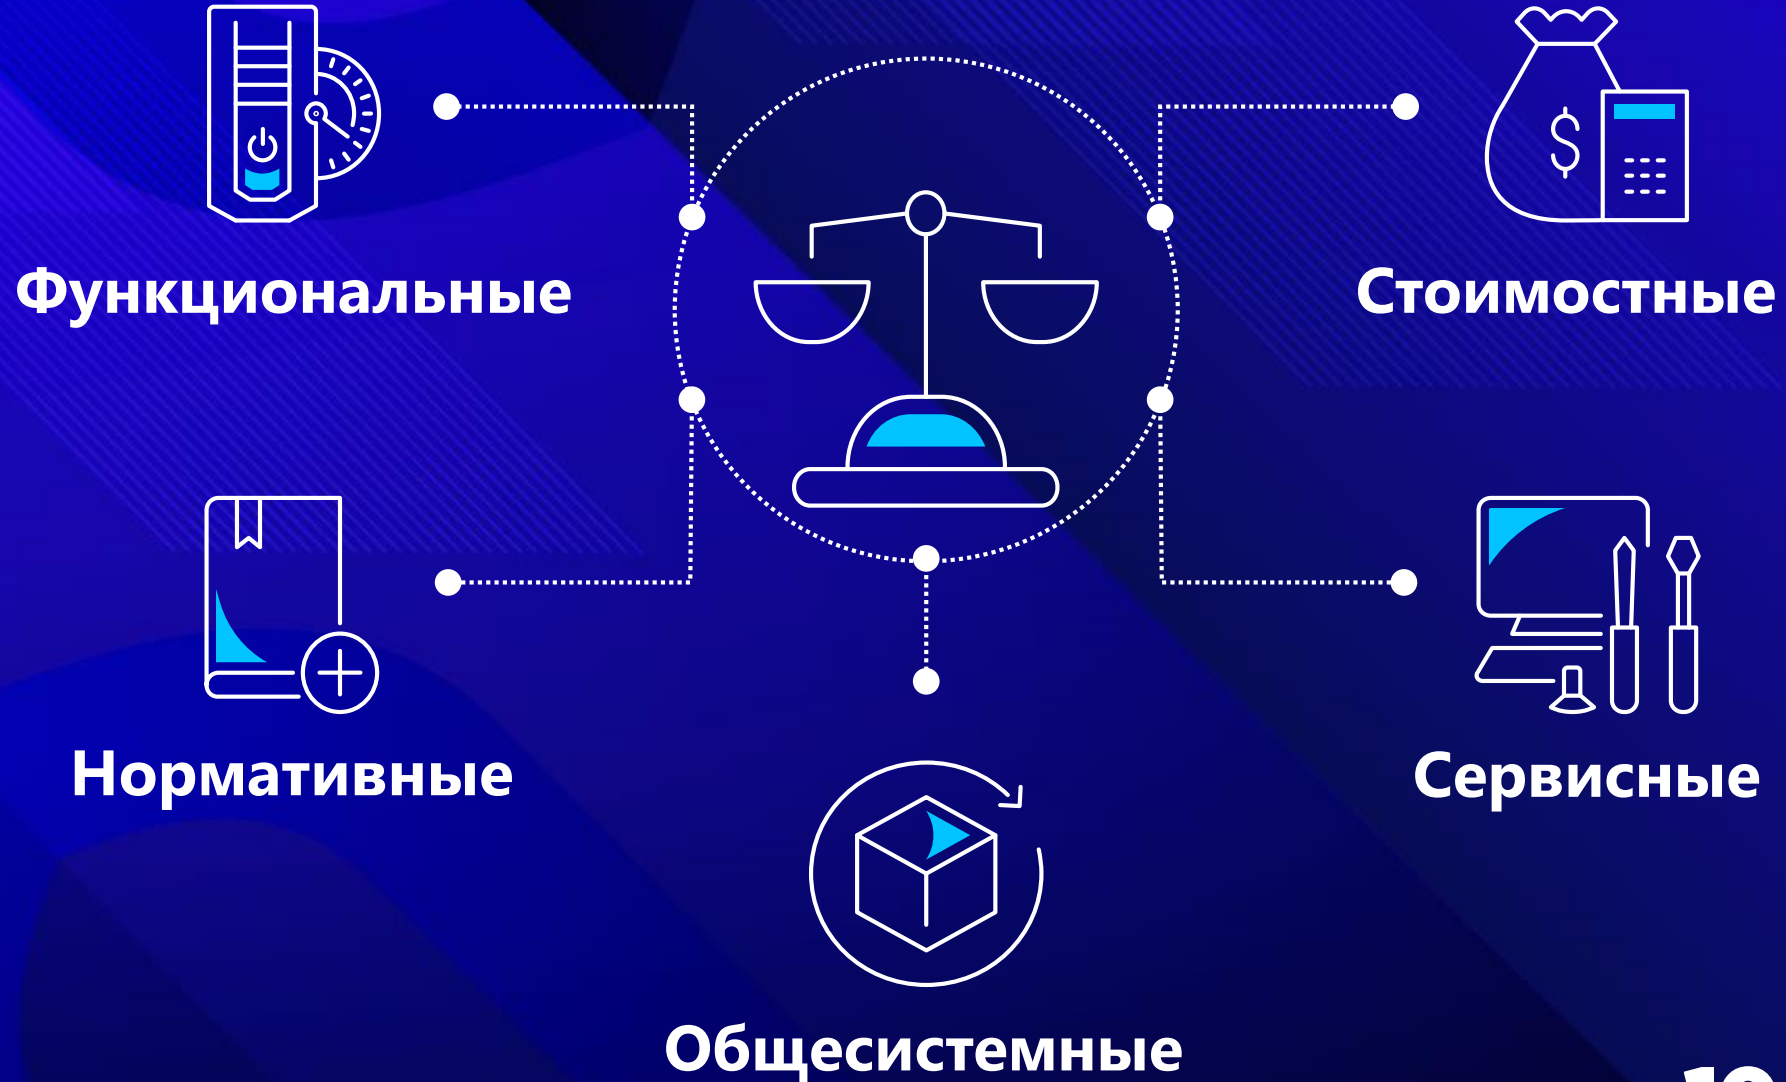 Функциональные
Стоимостные
Нормативные
Сервисные
Общесистемные